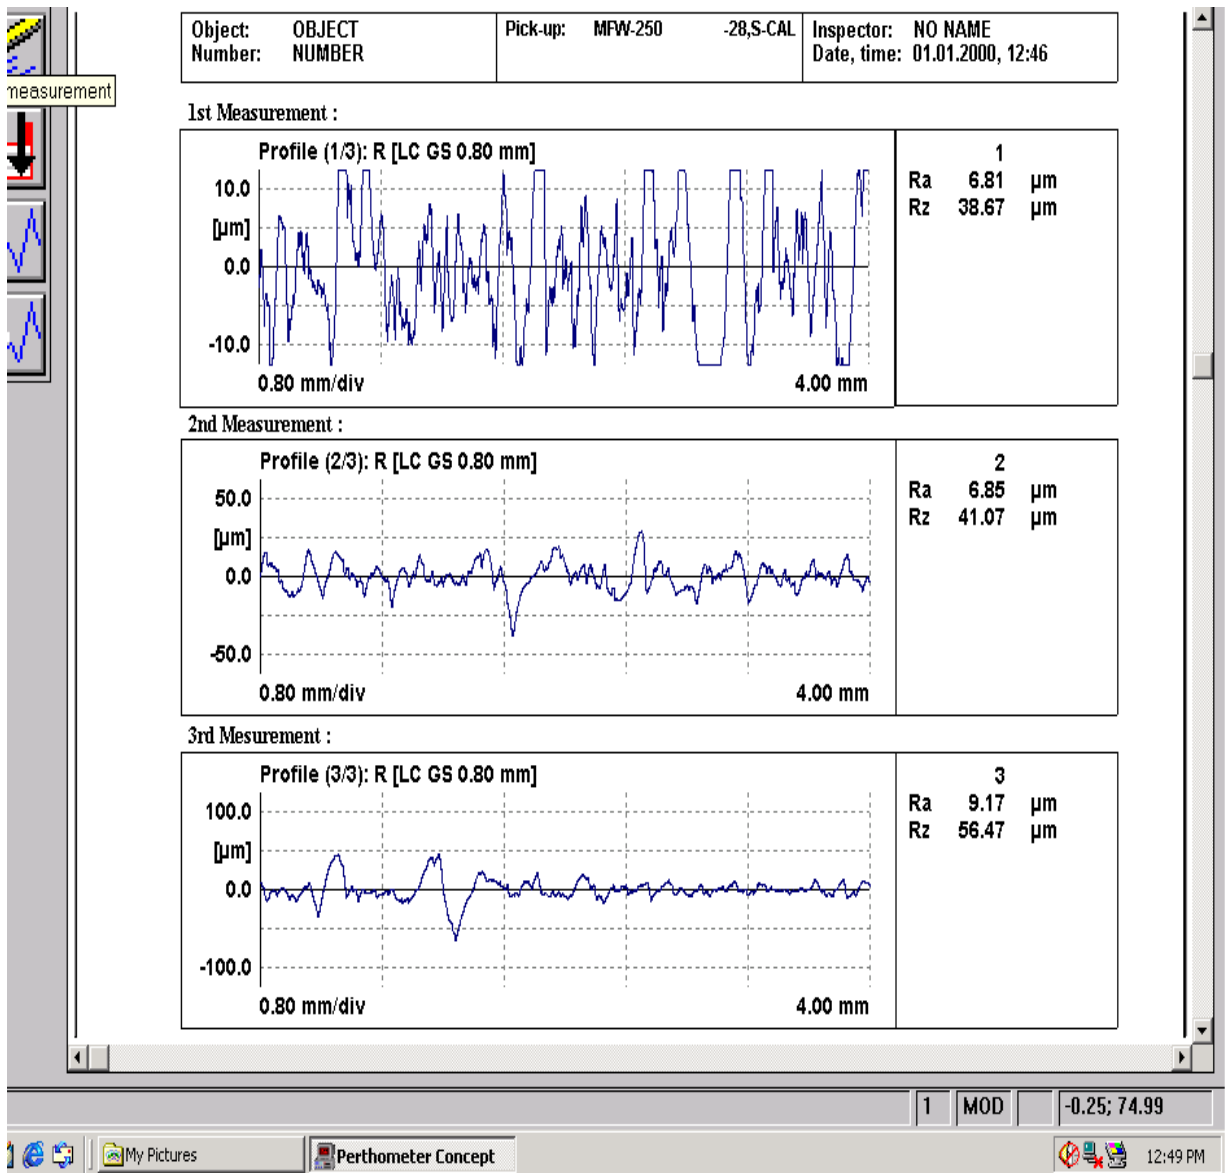 Object: OBJECT Pick-up: MFW-250 -28,S-CAL Inspector: NO NAME
Number: NUMBER Date, time: 01.01.2000, 12:46
measurement
1st Measurement :
Profile (1/3): R [LC GS 0.80 mm] 1
10.0 Ra 6.81 µm
[µm] Rz 38.67 µm
0.0
-10.0
0.80 mm/div 4.00 mm
2nd Measurement :
Profile (2/3): R [LC GS 0.80 mm] 2
50.0 Ra 6.85 µm
[µm] Rz 41.07 µm
0.0
-50.0
0.80 mm/div 4.00 mm
3rd Mesurement :
Profile (3/3): R [LC GS 0.80 mm] 3
100.0 Ra 9.17 µm
[µm] Rz 56.47 µm
0.0
-100.0
0.80 mm/div 4.00 mm
1 MOD -0.25; 74.99
My Pictures Perthometer Concept 12:49 PM